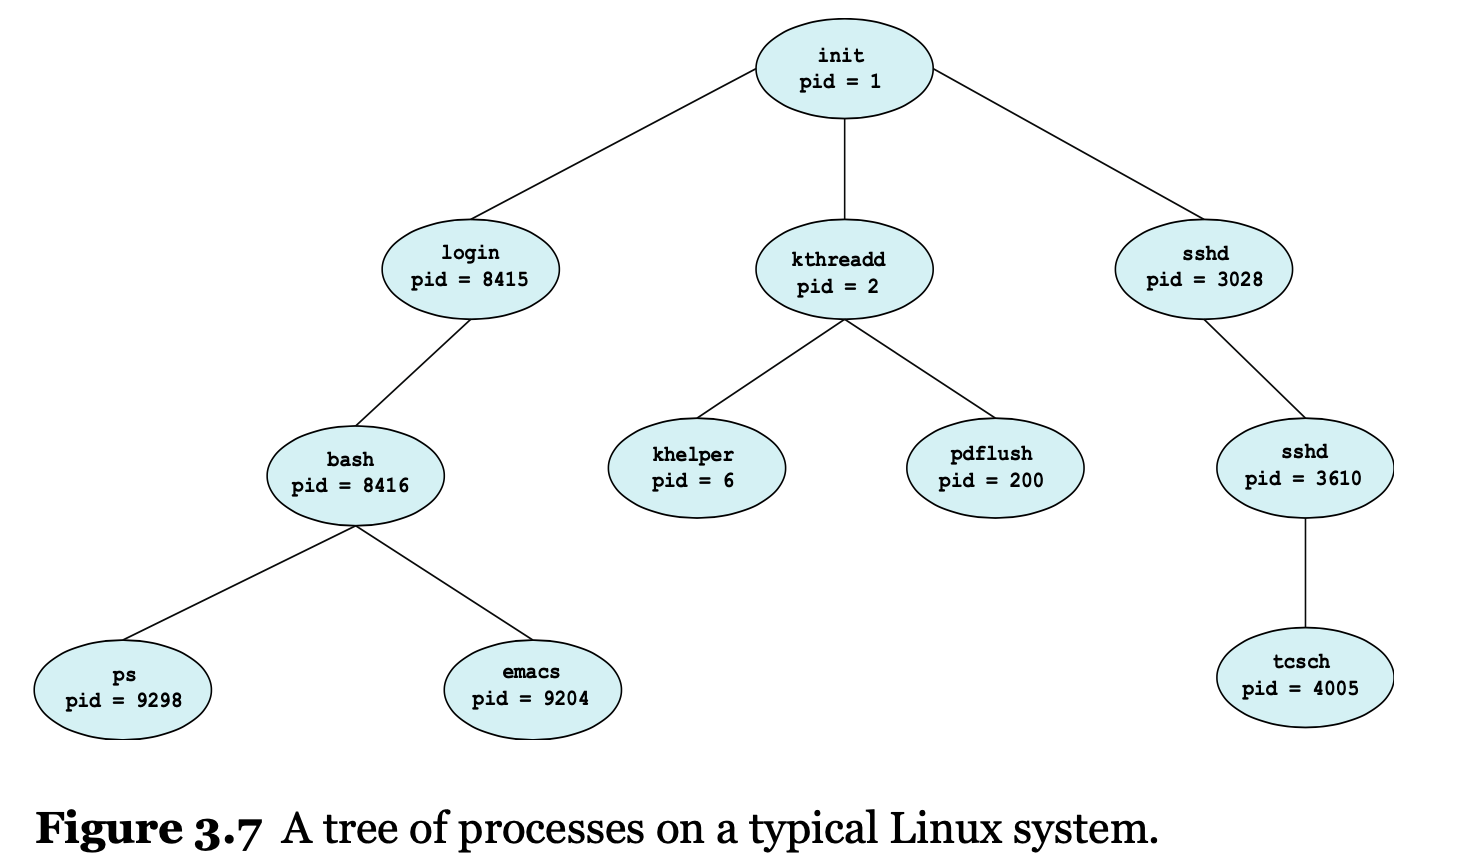 init
pid = 1
login
pid = 8415
kthreadd
pid = 2
sshd
pid = 3028
bash
pid = 8416
khelper
pid = 6
pdflush
pid = 200
sshd
pid = 3610
ps
pid = 9298
emacs
pid = 9204
tcsch
pid = 4005
Figure 3.7 A tree of processes on a typical Linux system.